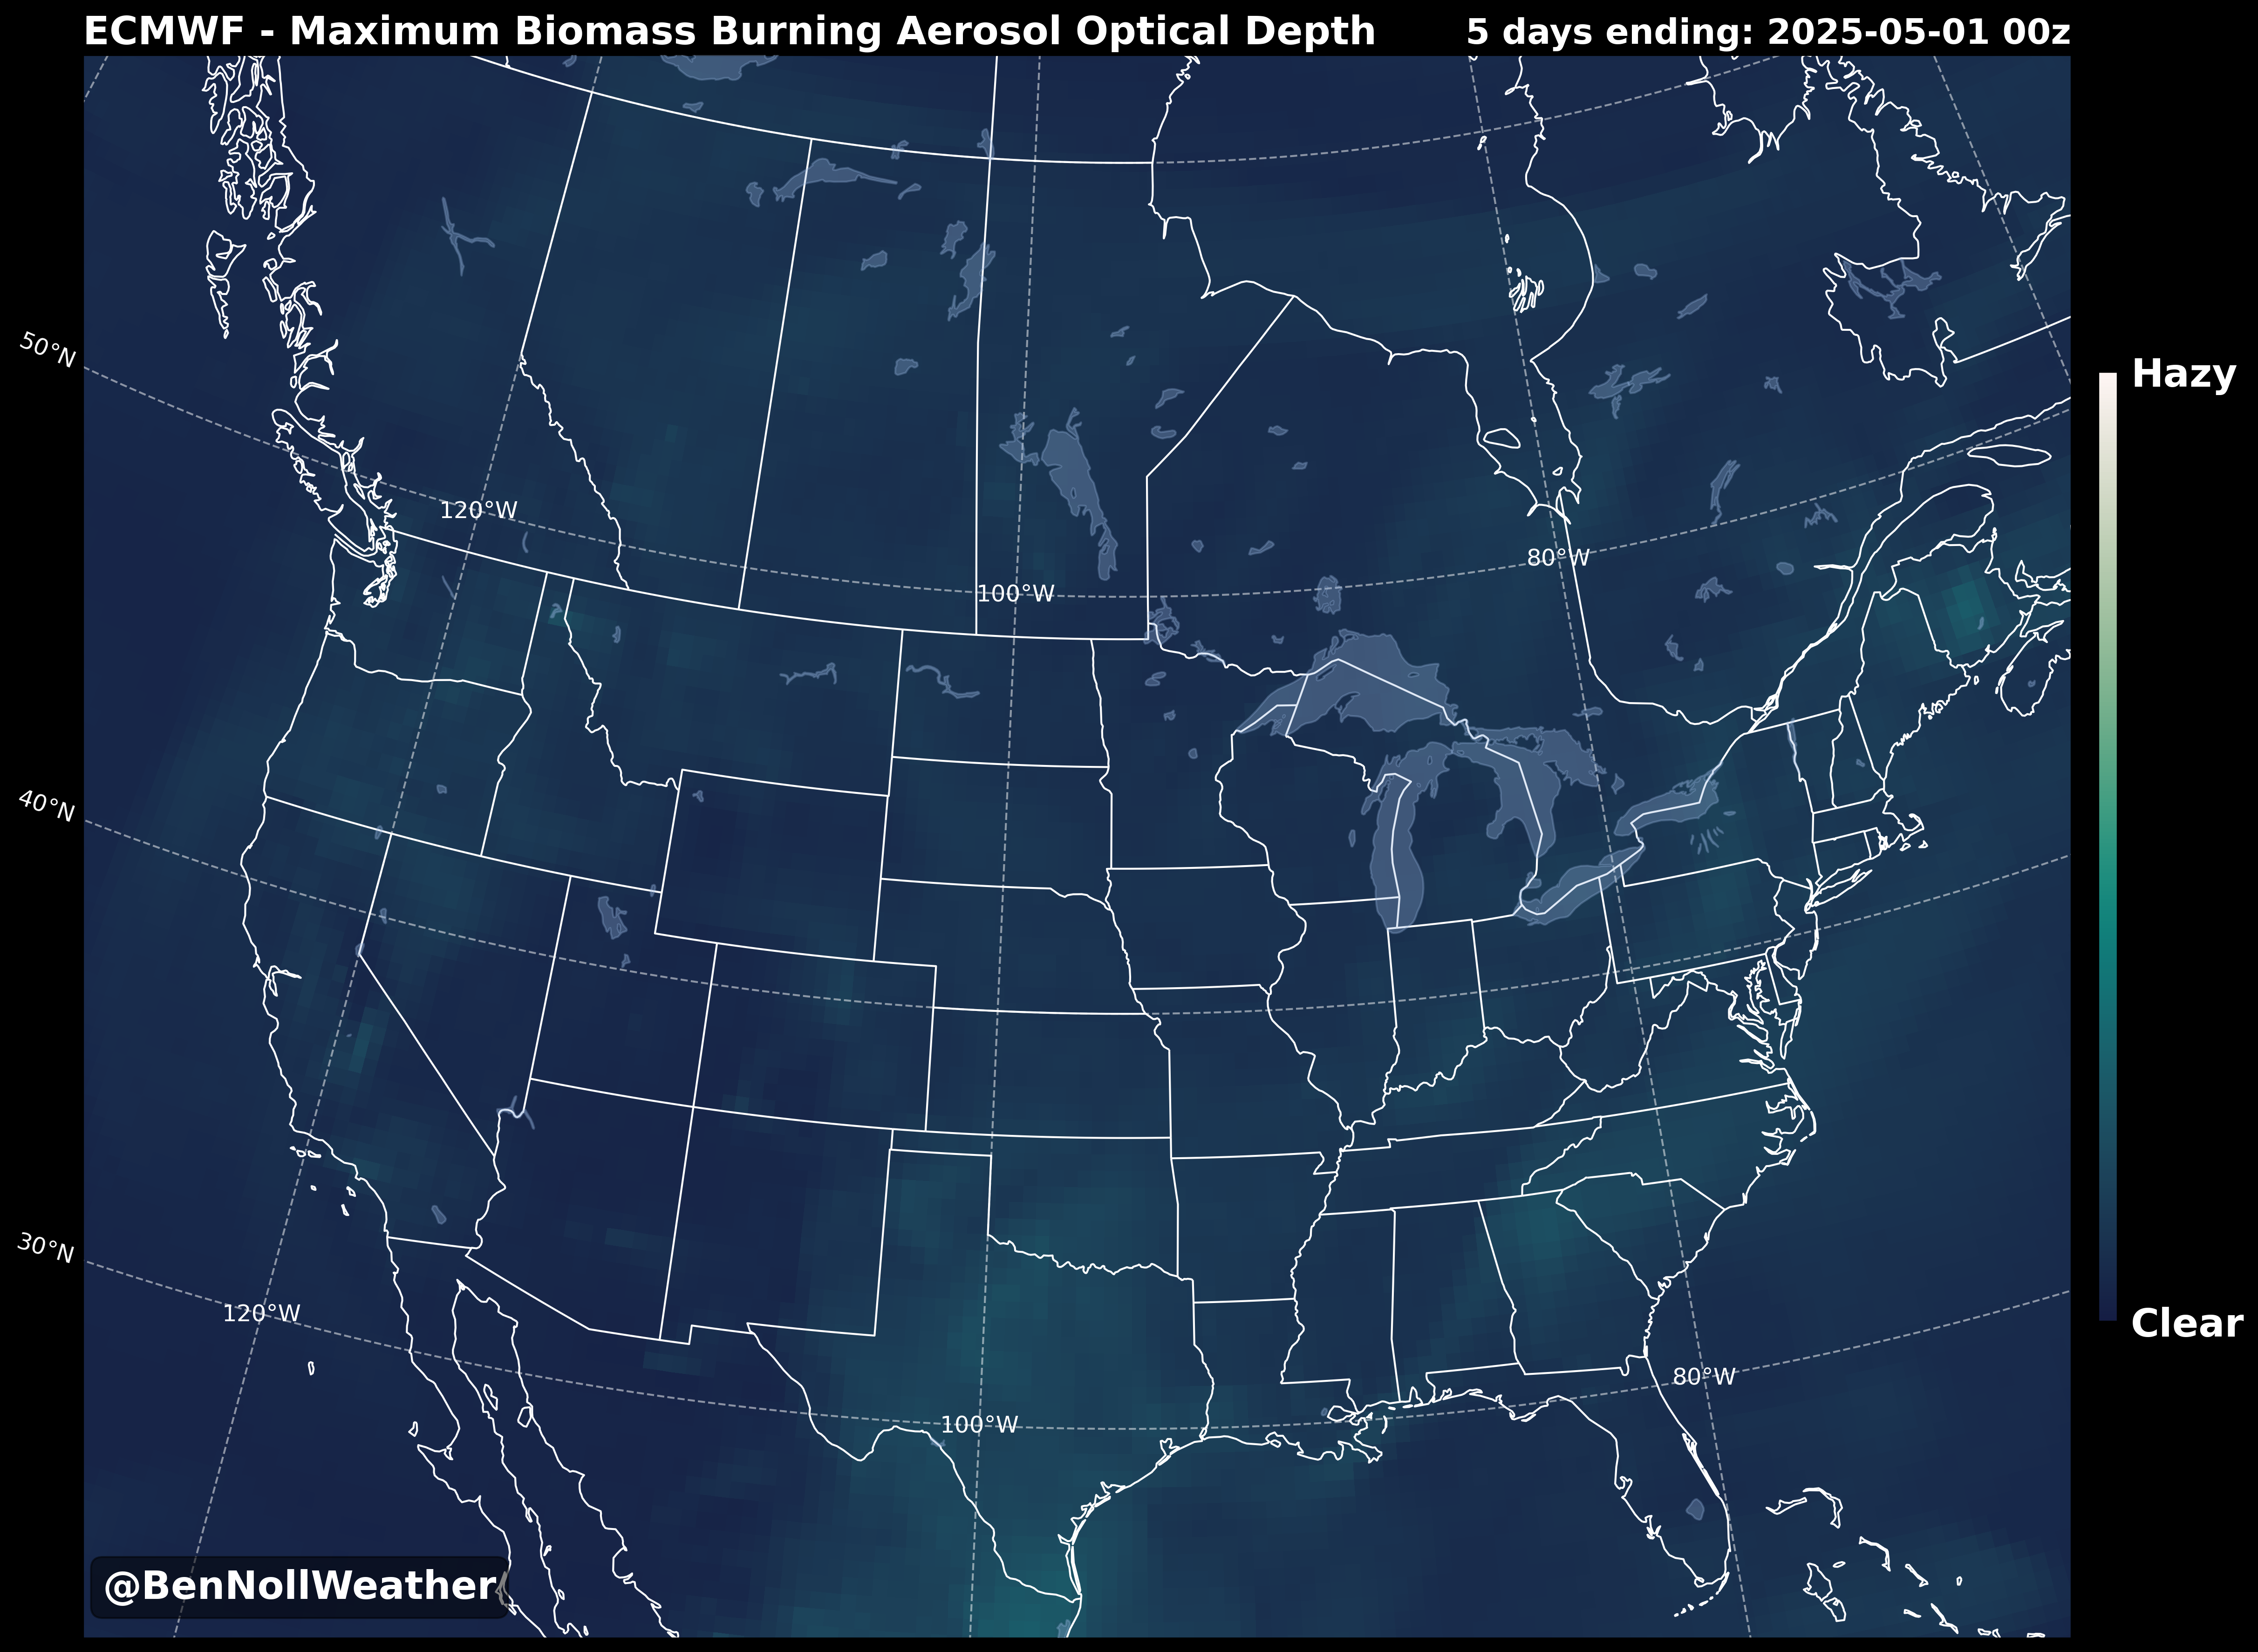 ECMWF - Maximum Biomass Burning Aerosol Optical Depth
5 days ending: 2025-05-01 00z
50°N
Hazy
120°W
80°W
100°W
40°N
30°N
120°W
Clear
80°W
100°W
@BenNollWeather